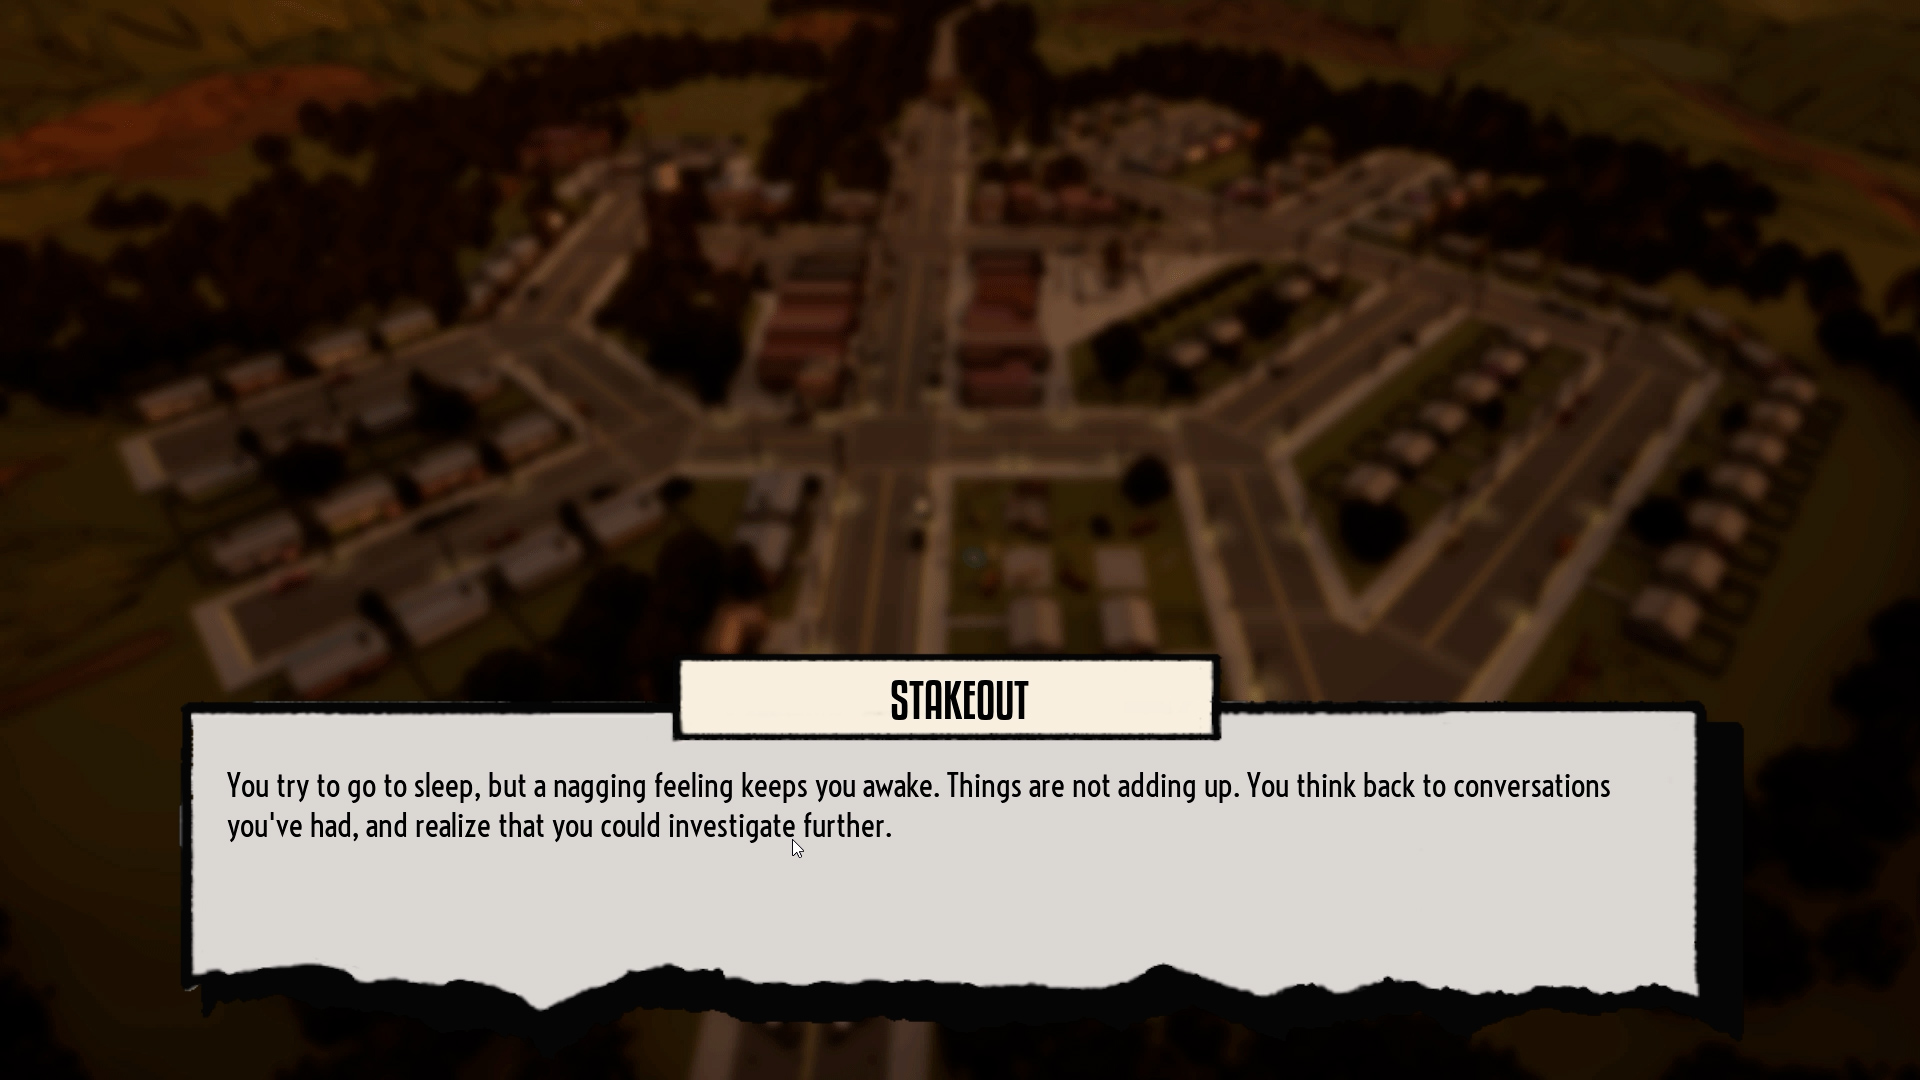 STAKEOUT
You try to go to sleep, but a nagging feeling keeps you awake. Things are not adding up. You think back to conversations
you've had, and realize that you could investigate further.